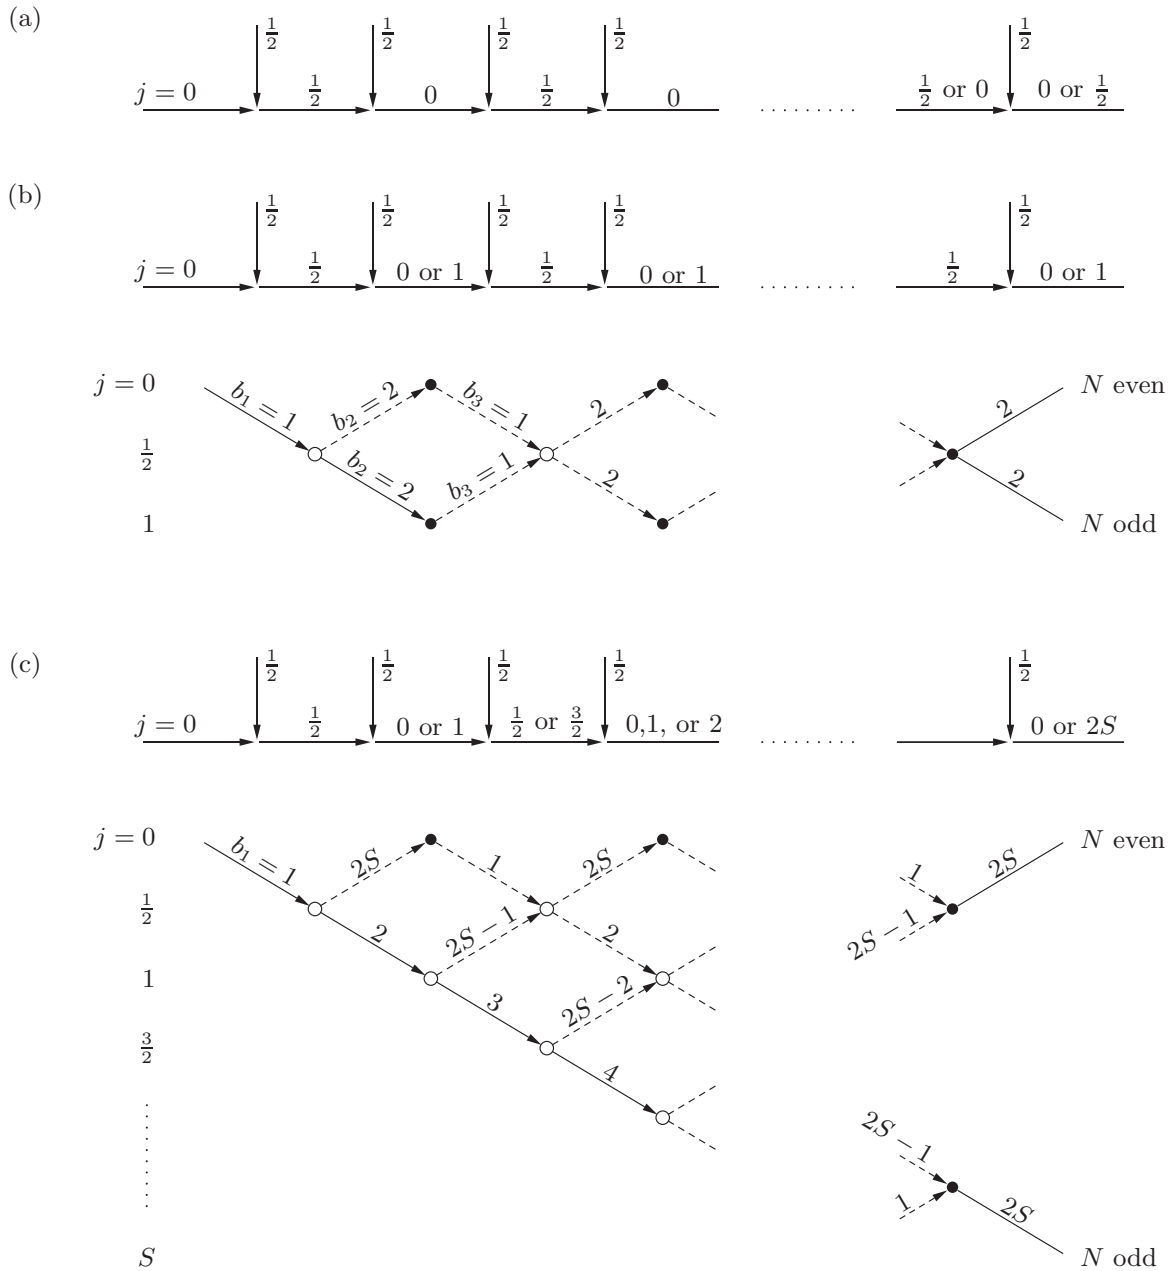 (a)
1/2 1/2 1/2 1/2 1/2
j = 0 1/2 0 1/2 0 ......... 1/2 or 0 0 or 1/2
(b)
1/2 1/2 1/2 1/2 1/2
j = 0 1/2 0 or 1 1/2 0 or 1 ......... 1/2 0 or 1
j = 0 b₁ = 1 b₂ = 2 b₃ = 1 2 2 N even
1/2 b₂ = 2 b₃ = 1 2 2
1 N odd
(c)
1/2 1/2 1/2 1/2 1/2
j = 0 1/2 0 or 1 1/2 or 3/2 0,1, or 2 ......... 0 or 2S
j = 0 b₁ = 1 2S 1 2S 1 2S N even
1/2 2 2S − 1 2 2S − 1
1 3 2S − 2
3/2 4
2S − 1
1 2S
S N odd